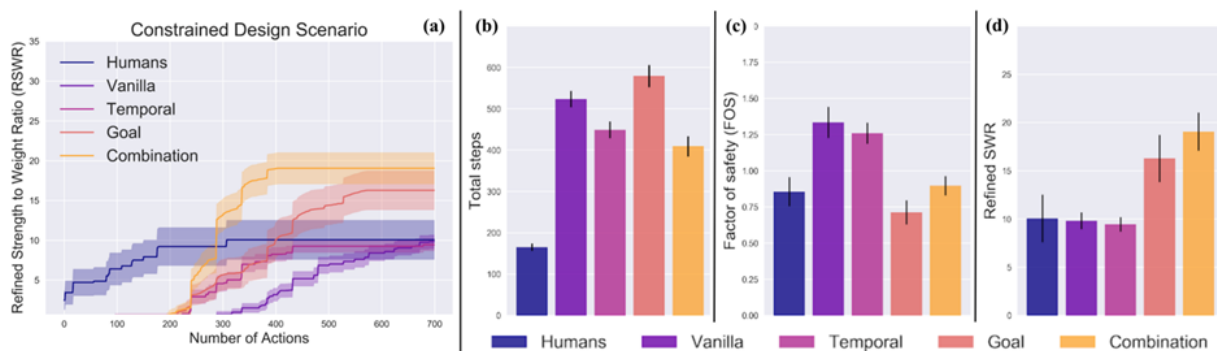 Constrained Design Scenario
(a)
Refined Strength to Weight Ratio (RSWR)
35
30
25
20
15
10
5
Humans
Vanilla
Temporal
Goal
Combination
0
100
200
300
400
500
600
700
Number of Actions
(b)
Total steps
600
500
400
300
200
100
0
(c)
Factor of safety (FOS)
1.75
1.50
1.25
1.00
0.75
0.50
0.25
0.00
(d)
Refined SWR
25
20
15
10
5
0
Humans
Vanilla
Temporal
Goal
Combination